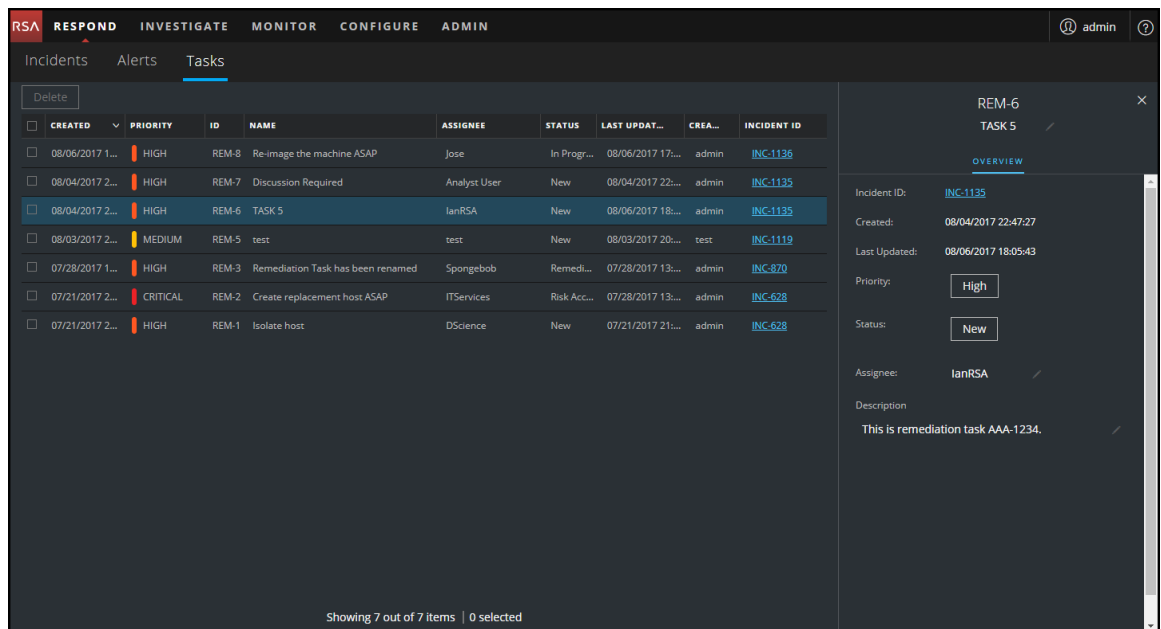 RSA RESPOND INVESTIGATE MONITOR CONFIGURE ADMIN admin ?
Incidents Alerts Tasks
Delete
CREATED PRIORITY ID NAME ASSIGNEE STATUS LAST UPDAT... CREA... INCIDENT ID
08/06/2017 1... HIGH REM-8 Re-image the machine ASAP Jose In Progr... 08/06/2017 17:... admin INC-1136
08/04/2017 2... HIGH REM-7 Discussion Required Analyst User New 08/04/2017 22:... admin INC-1135
08/04/2017 2... HIGH REM-6 TASK 5 IanRSA New 08/06/2017 18:... admin INC-1135
08/03/2017 2... MEDIUM REM-5 test test New 08/03/2017 20:... test INC-1119
07/28/2017 1... HIGH REM-3 Remediation Task has been renamed Spongebob Remedi... 07/28/2017 13:... admin INC-870
07/21/2017 2... CRITICAL REM-2 Create replacement host ASAP ITServices Risk Acc... 07/28/2017 13:... admin INC-628
07/21/2017 2... HIGH REM-1 Isolate host DScience New 07/21/2017 21:... admin INC-628
Showing 7 out of 7 items | 0 selected
REM-6
TASK 5
OVERVIEW
Incident ID: INC-1135
Created: 08/04/2017 22:47:27
Last Updated: 08/06/2017 18:05:43
Priority: High
Status: New
Assignee: IanRSA
Description
This is remediation task AAA-1234.